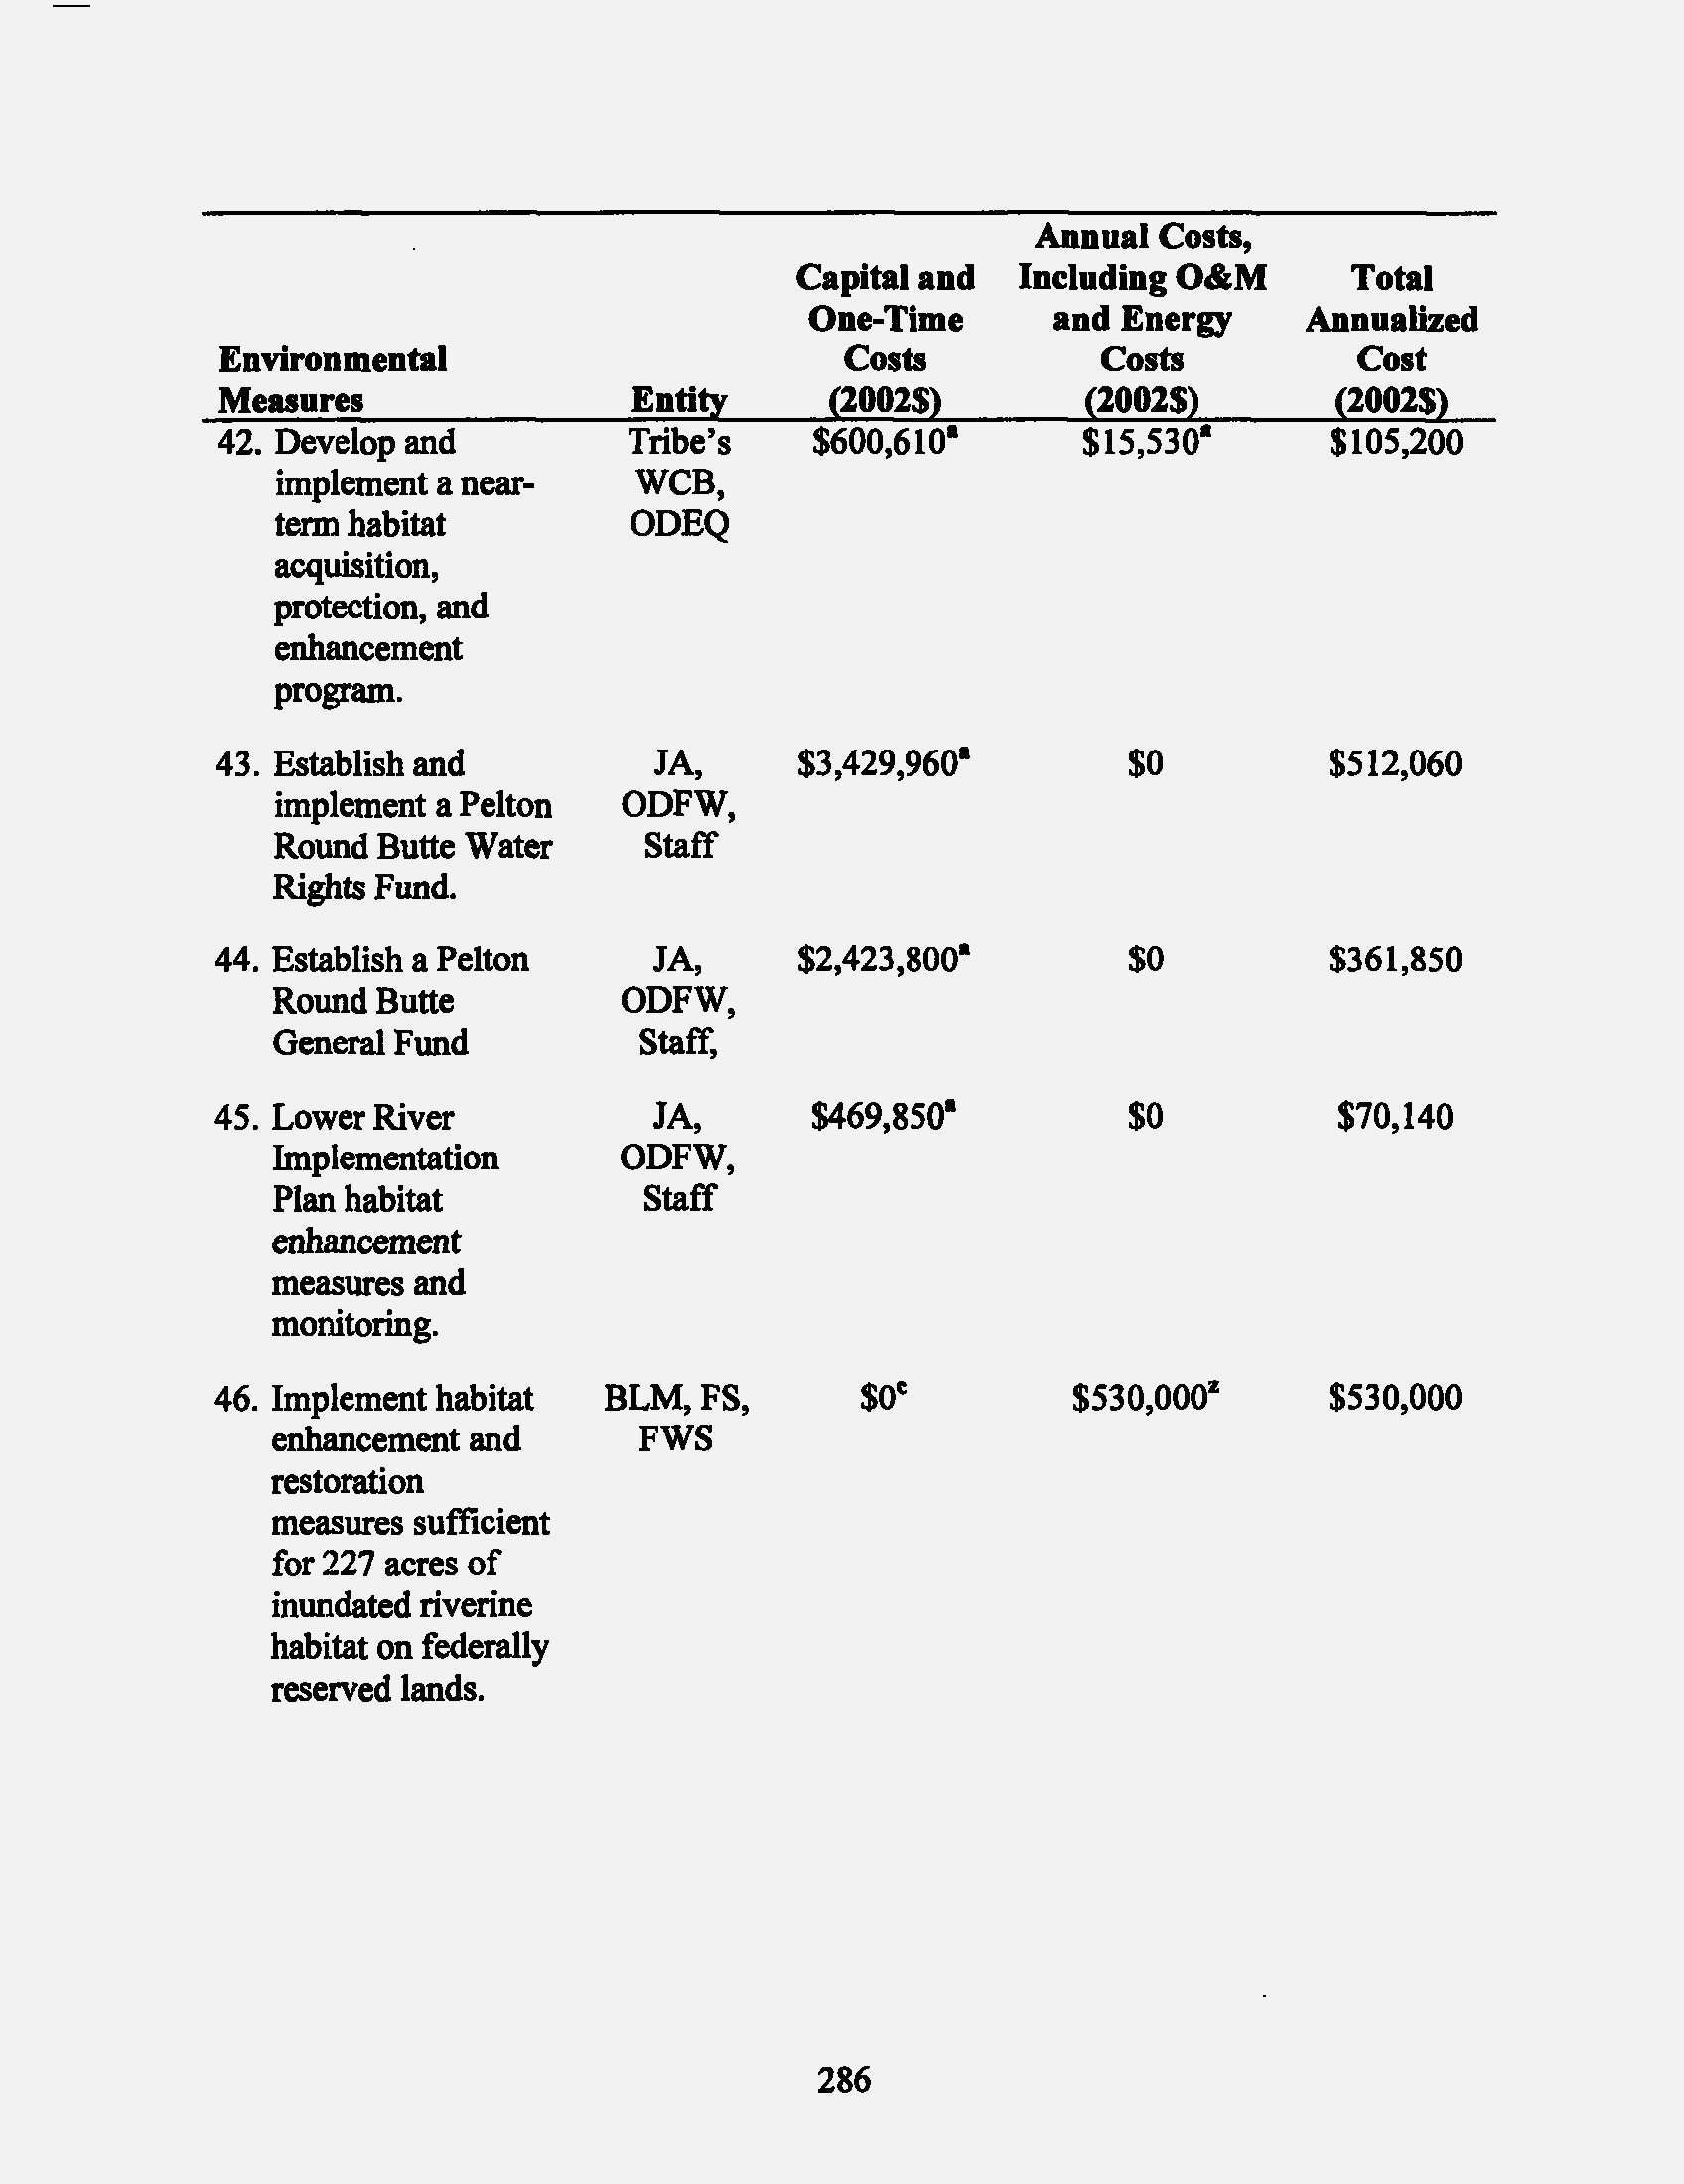 Annual Costs,
Capital and Including O&M Total
One-Time and Energy Annualized
Environmental Costs Costs Cost
Measures Entity (2002$) (2002$) (2002$)
42. Develop and Tribe's $600,610ᵃ $15,530ᵃ $105,200
implement a near- WCB,
term habitat ODEQ
acquisition,
protection, and
enhancement
program.
43. Establish and JA, $3,429,960ᵃ $0 $512,060
implement a Pelton ODFW,
Round Butte Water Staff
Rights Fund.
44. Establish a Pelton JA, $2,423,800ᵃ $0 $361,850
Round Butte ODFW,
General Fund Staff,
45. Lower River JA, $469,850ᵃ $0 $70,140
Implementation ODFW,
Plan habitat Staff
enhancement
measures and
monitoring.
46. Implement habitat BLM, FS, $0ᶜ $530,000ᶻ $530,000
enhancement and FWS
restoration
measures sufficient
for 227 acres of
inundated riverine
habitat on federally
reserved lands.
286